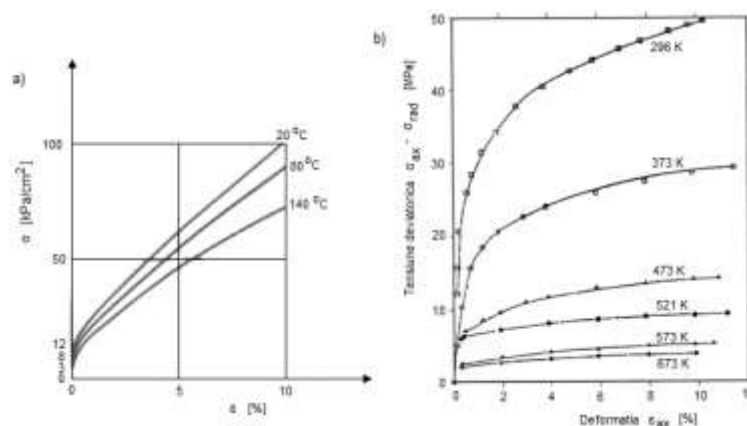 a)
σ [kPa/cm²]
100
50
12
20 °C
80 °C
140 °C
0
5
10
ε [%]
b)
Tensiune deviatorica σax - σrad [MPa]
50
40
30
20
10
0
296 K
373 K
473 K
521 K
573 K
673 K
0
2
4
6
8
10
Deformatia εax [%]